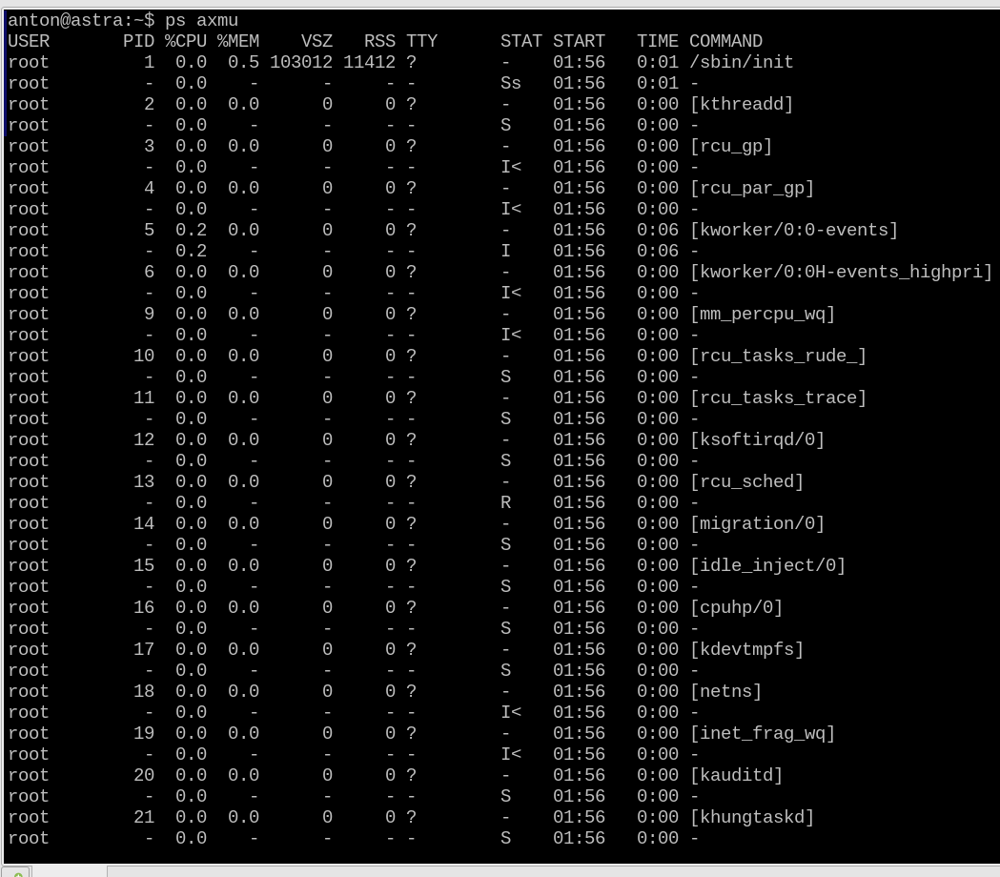 anton@astra:~$ ps axmu
USER       PID %CPU %MEM    VSZ   RSS TTY      STAT START   TIME COMMAND
root         1  0.0  0.5 103012 11412 ?        -    01:56   0:01 /sbin/init
root         -  0.0    -      -     - -        Ss   01:56   0:01 -
root         2  0.0  0.0      0     0 ?        -    01:56   0:00 [kthreadd]
root         -  0.0    -      -     - -        S    01:56   0:00 -
root         3  0.0  0.0      0     0 ?        -    01:56   0:00 [rcu_gp]
root         -  0.0    -      -     - -        I<   01:56   0:00 -
root         4  0.0  0.0      0     0 ?        -    01:56   0:00 [rcu_par_gp]
root         -  0.0    -      -     - -        I<   01:56   0:00 -
root         5  0.2  0.0      0     0 ?        -    01:56   0:06 [kworker/0:0-events]
root         -  0.2    -      -     - -        I    01:56   0:06 -
root         6  0.0  0.0      0     0 ?        -    01:56   0:00 [kworker/0:0H-events_highpri]
root         -  0.0    -      -     - -        I<   01:56   0:00 -
root         9  0.0  0.0      0     0 ?        -    01:56   0:00 [mm_percpu_wq]
root         -  0.0    -      -     - -        I<   01:56   0:00 -
root        10  0.0  0.0      0     0 ?        -    01:56   0:00 [rcu_tasks_rude_]
root         -  0.0    -      -     - -        S    01:56   0:00 -
root        11  0.0  0.0      0     0 ?        -    01:56   0:00 [rcu_tasks_trace]
root         -  0.0    -      -     - -        S    01:56   0:00 -
root        12  0.0  0.0      0     0 ?        -    01:56   0:00 [ksoftirqd/0]
root         -  0.0    -      -     - -        S    01:56   0:00 -
root        13  0.0  0.0      0     0 ?        -    01:56   0:00 [rcu_sched]
root         -  0.0    -      -     - -        R    01:56   0:00 -
root        14  0.0  0.0      0     0 ?        -    01:56   0:00 [migration/0]
root         -  0.0    -      -     - -        S    01:56   0:00 -
root        15  0.0  0.0      0     0 ?        -    01:56   0:00 [idle_inject/0]
root         -  0.0    -      -     - -        S    01:56   0:00 -
root        16  0.0  0.0      0     0 ?        -    01:56   0:00 [cpuhp/0]
root         -  0.0    -      -     - -        S    01:56   0:00 -
root        17  0.0  0.0      0     0 ?        -    01:56   0:00 [kdevtmpfs]
root         -  0.0    -      -     - -        S    01:56   0:00 -
root        18  0.0  0.0      0     0 ?        -    01:56   0:00 [netns]
root         -  0.0    -      -     - -        I<   01:56   0:00 -
root        19  0.0  0.0      0     0 ?        -    01:56   0:00 [inet_frag_wq]
root         -  0.0    -      -     - -        I<   01:56   0:00 -
root        20  0.0  0.0      0     0 ?        -    01:56   0:00 [kauditd]
root         -  0.0    -      -     - -        S    01:56   0:00 -
root        21  0.0  0.0      0     0 ?        -    01:56   0:00 [khungtaskd]
root         -  0.0    -      -     - -        S    01:56   0:00 -